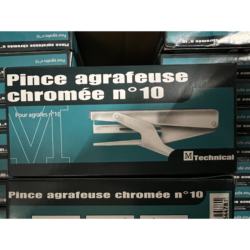 Pince agrafeuse
chromée n°10
Pour agrafes n°10
M
M Technical
Pince agrafeuse chromée n°10